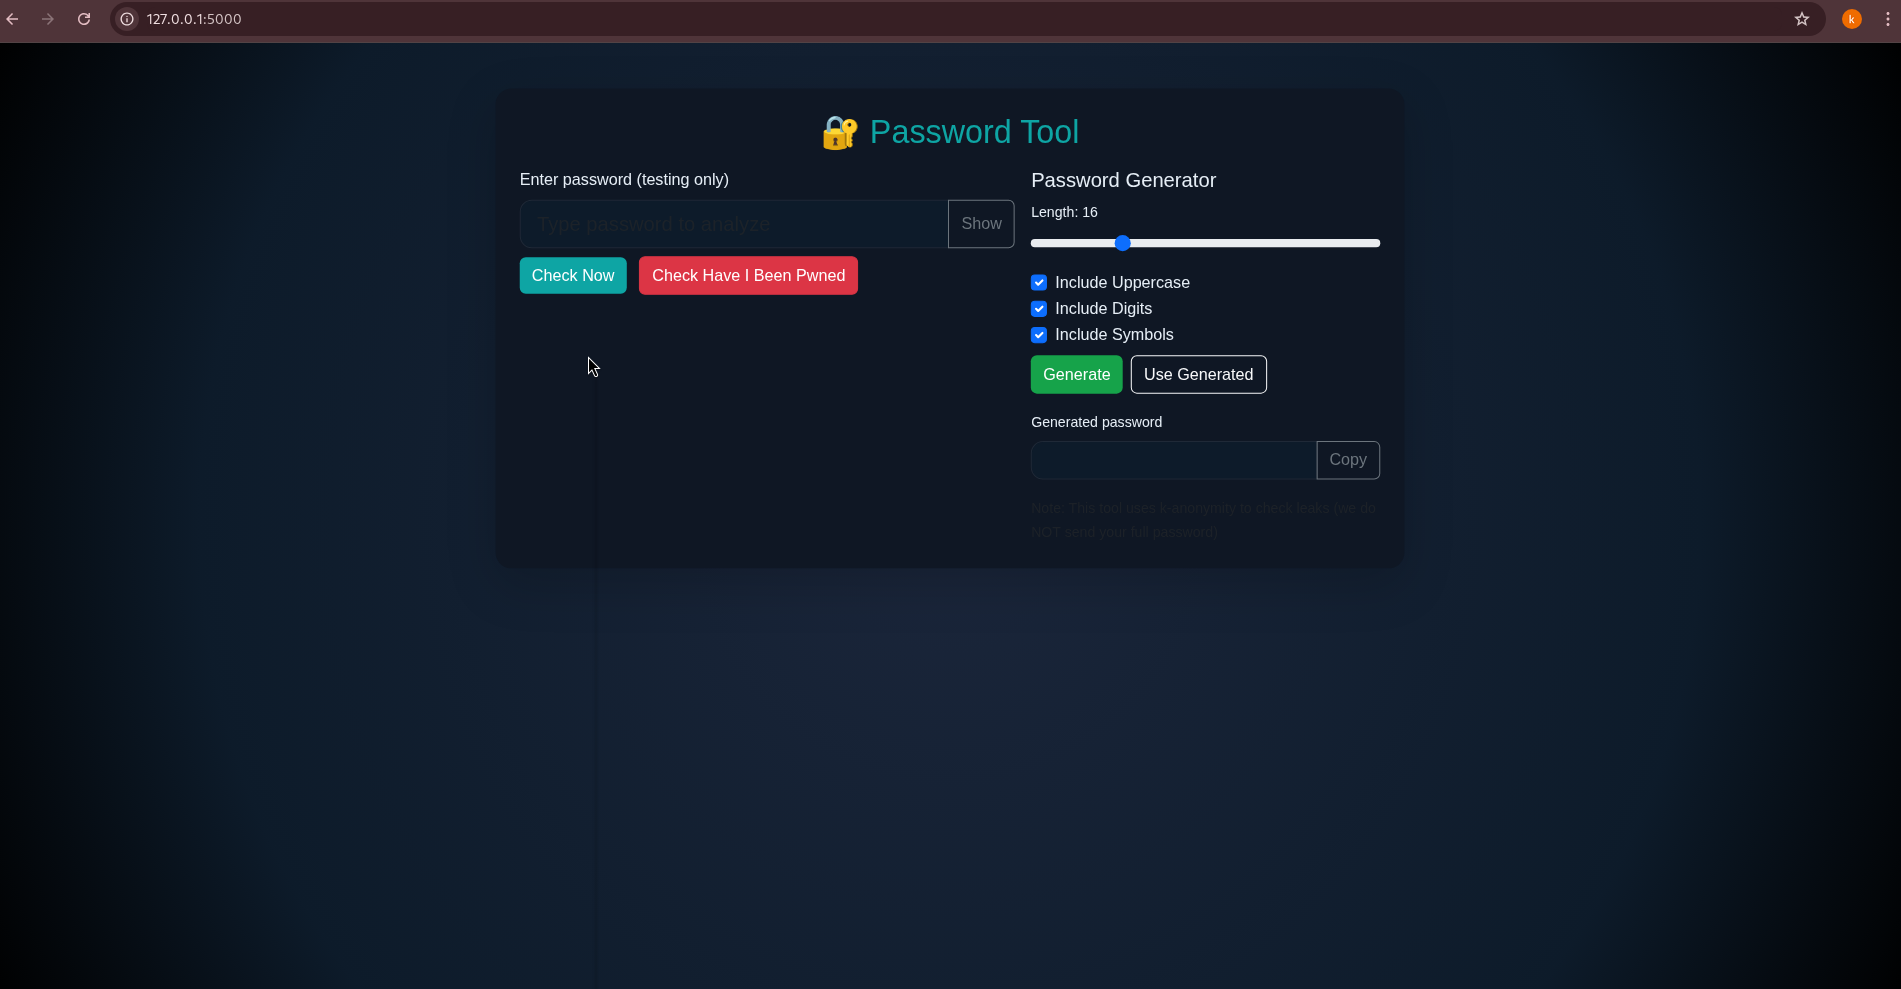 127.0.0.1:5000
k
🔐 Password Tool
Enter password (testing only)
Type password to analyze
Show
Check Now
Check Have I Been Pwned
Password Generator
Length: 16
Include Uppercase
Include Digits
Include Symbols
Generate
Use Generated
Generated password
Copy
Note: This tool uses k-anonymity to check leaks (we do
NOT send your full password)